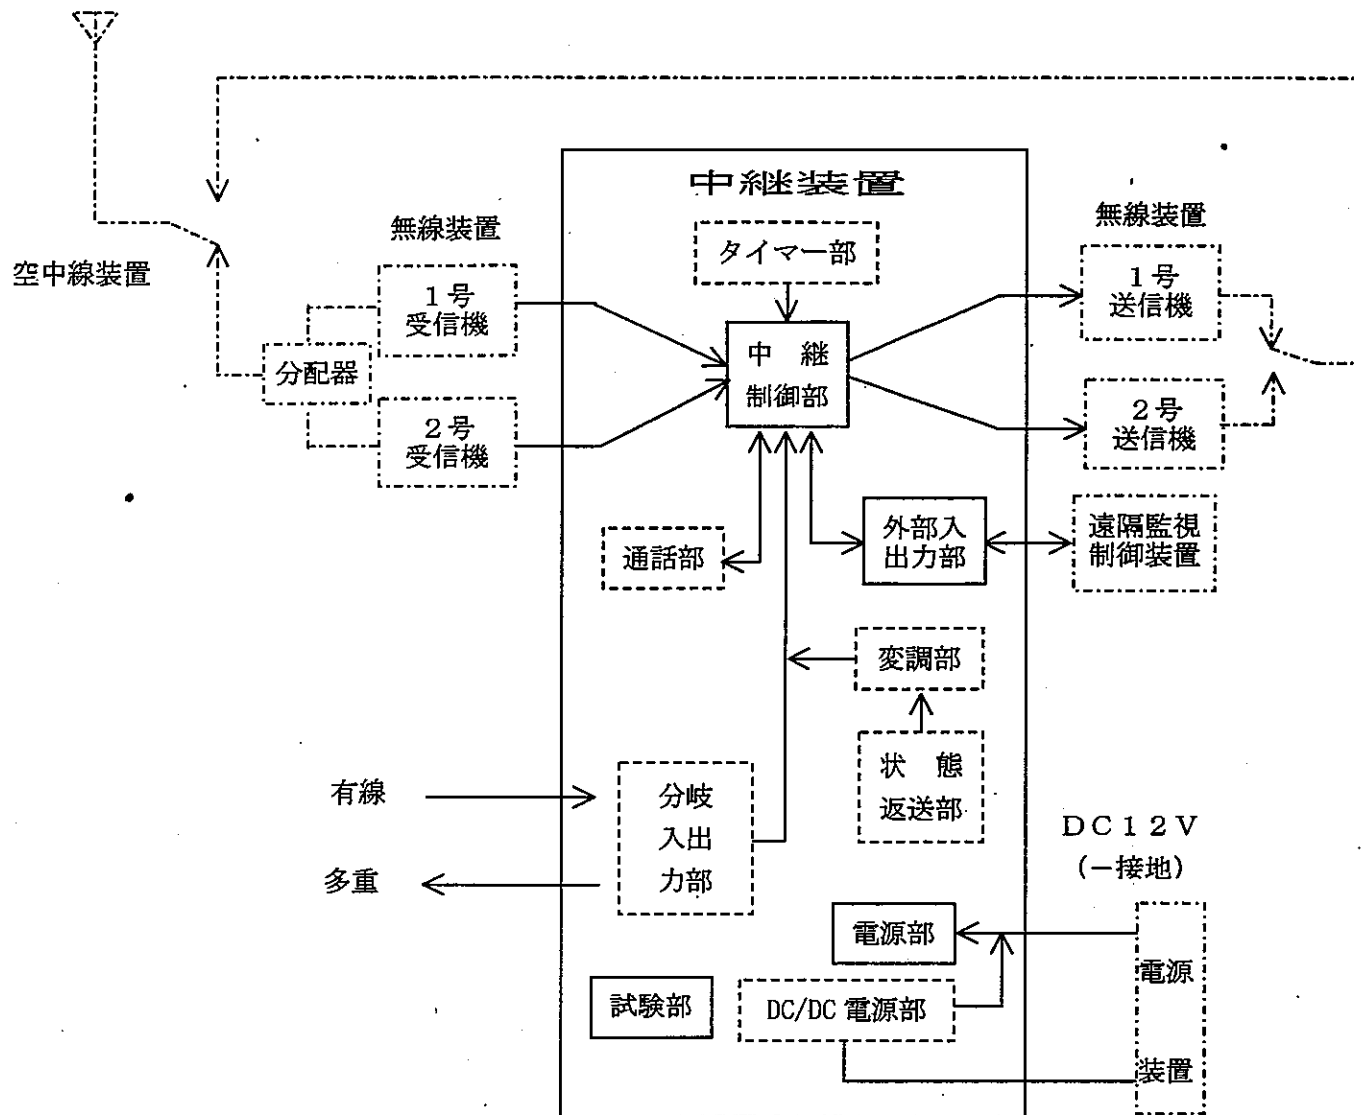 中継装置
無線装置
無線装置
タイマー部
空中線装置
1号
受信機
1号
送信機
中　継
制御部
分配器
2号
受信機
2号
送信機
通話部
外部入
出力部
遠隔監視
制御装置
変調部
状　態
返送部
有線
分岐
入出
力部
多重
DC12V
(－接地)
電源部
電源
装置
試験部
DC/DC 電源部